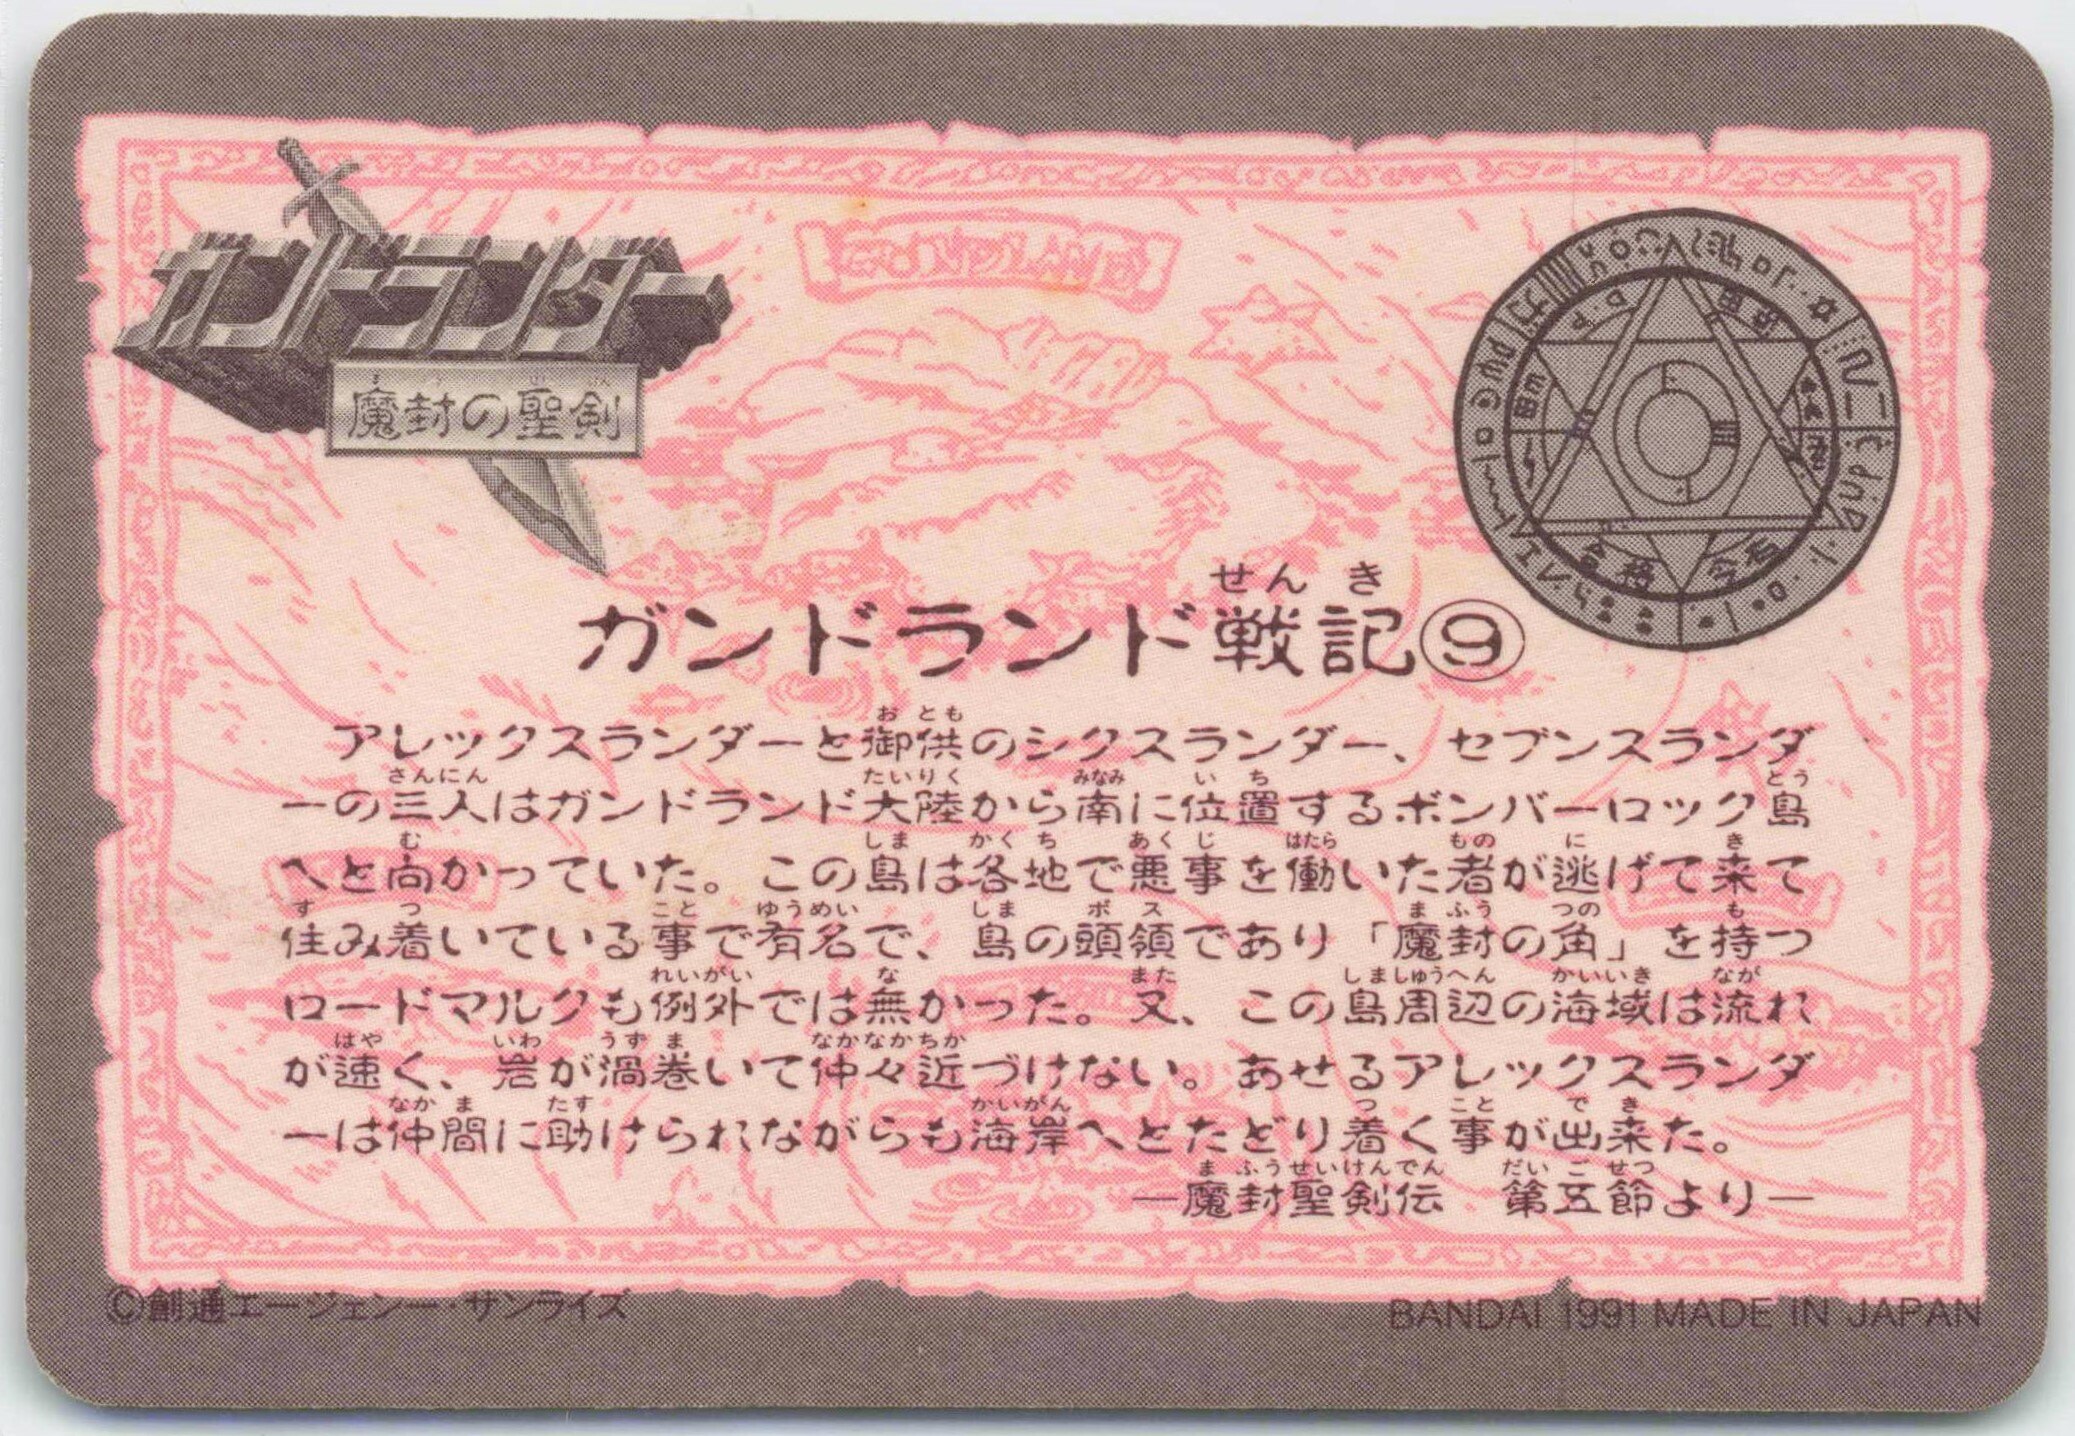 ガンドランダー
魔封の聖剣
ガンドランド戦記⑨
アレックスランダーと御供のシクスランダー、セブンスランダ
ーの三人はガンドランド大陸から南に位置するボンバーロック島
へと向かっていた。この島は各地で悪事を働いた者が逃げて来て
住み着いている事で有名で、島の頭領であり「魔封の角」を持つ
ロードマルクも例外では無かった。又、この島周辺の海域は流れ
が速く、岩が渦巻いて仲々近づけない。あせるアレックスランダ
ーは仲間に助けられながらも海岸へとたどり着く事が出来た。
―魔封聖剣伝　第五節より―
©創通エージェンシー・サンライズ
BANDAI 1991 MADE IN JAPAN